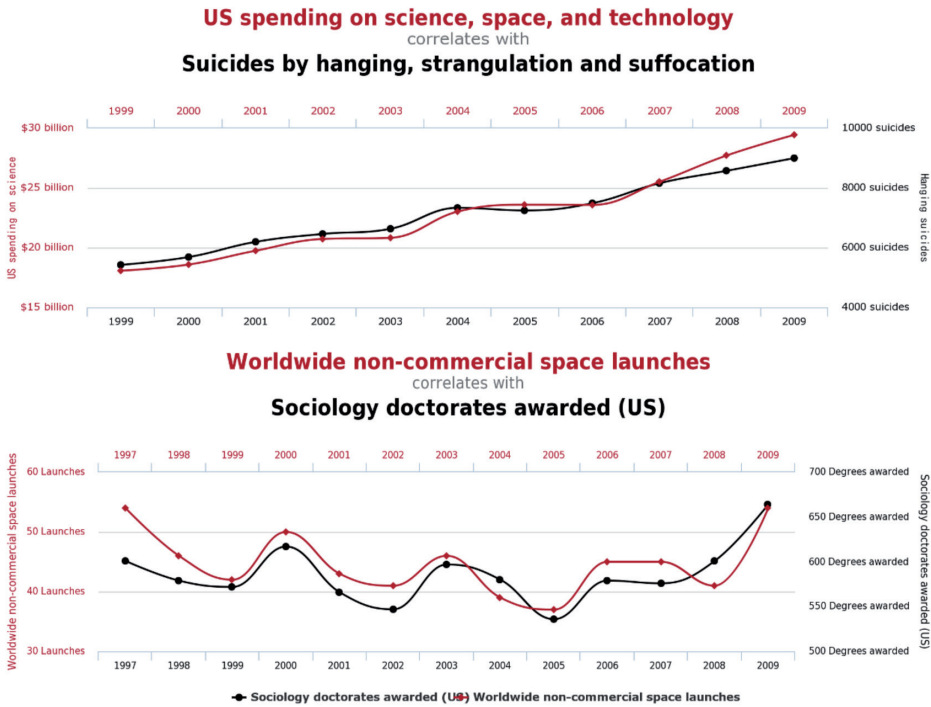 US spending on science, space, and technology
correlates with
Suicides by hanging, strangulation and suffocation
1999 2000 2001 2002 2003 2004 2005 2006 2007 2008 2009
$30 billion 10000 suicides
$25 billion 8000 suicides
$20 billion 6000 suicides
$15 billion 4000 suicides
US spending on science
Hanging suicides
1999 2000 2001 2002 2003 2004 2005 2006 2007 2008 2009
Worldwide non-commercial space launches
correlates with
Sociology doctorates awarded (US)
1997 1998 1999 2000 2001 2002 2003 2004 2005 2006 2007 2008 2009
60 Launches 700 Degrees awarded
650 Degrees awarded
50 Launches 600 Degrees awarded
40 Launches 550 Degrees awarded
30 Launches 500 Degrees awarded
Worldwide non-commercial space launches
Sociology doctorates awarded (US)
1997 1998 1999 2000 2001 2002 2003 2004 2005 2006 2007 2008 2009
Sociology doctorates awarded (US) Worldwide non-commercial space launches